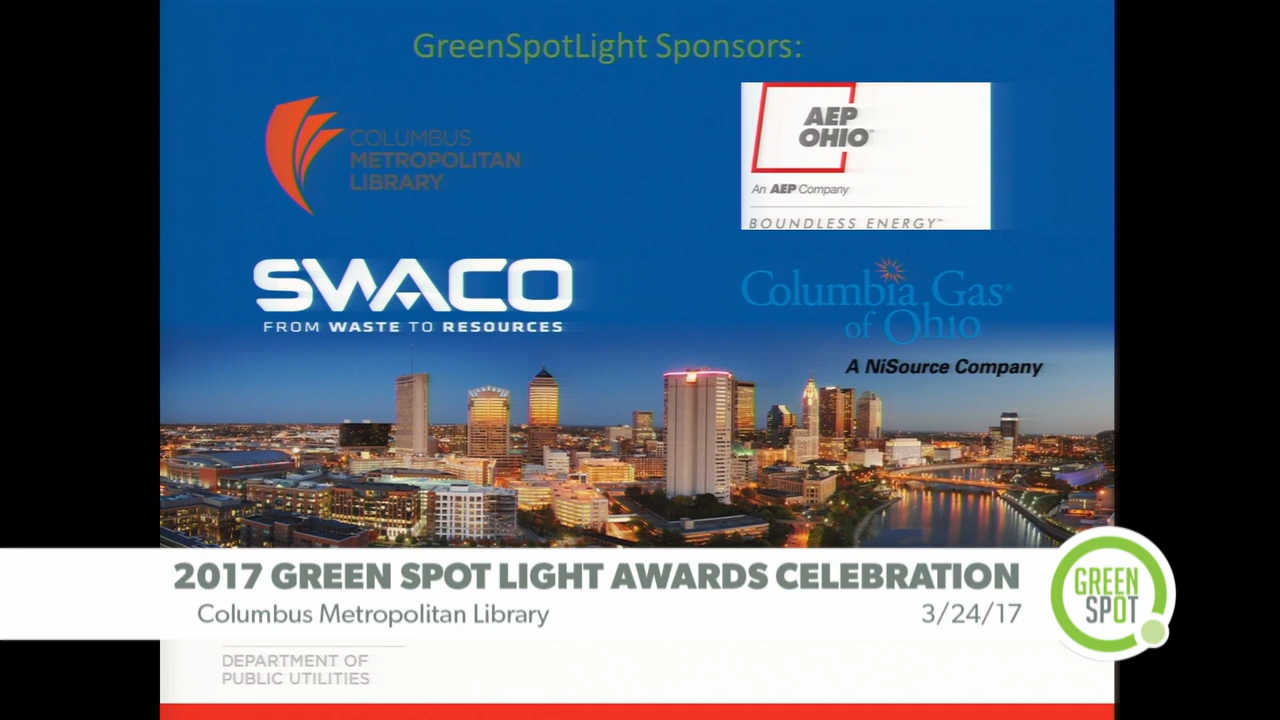 GreenSpotLight Sponsors:
COLUMBUS
METROPOLITAN
LIBRARY
AEP
OHIO™
An AEP Company
BOUNDLESS ENERGY™
SWACO
FROM WASTE TO RESOURCES
Columbia Gas®
of Ohio
A NiSource Company
2017 GREEN SPOT LIGHT AWARDS CELEBRATION
Columbus Metropolitan Library
3/24/17
GREEN
SPOT
DEPARTMENT OF
PUBLIC UTILITIES